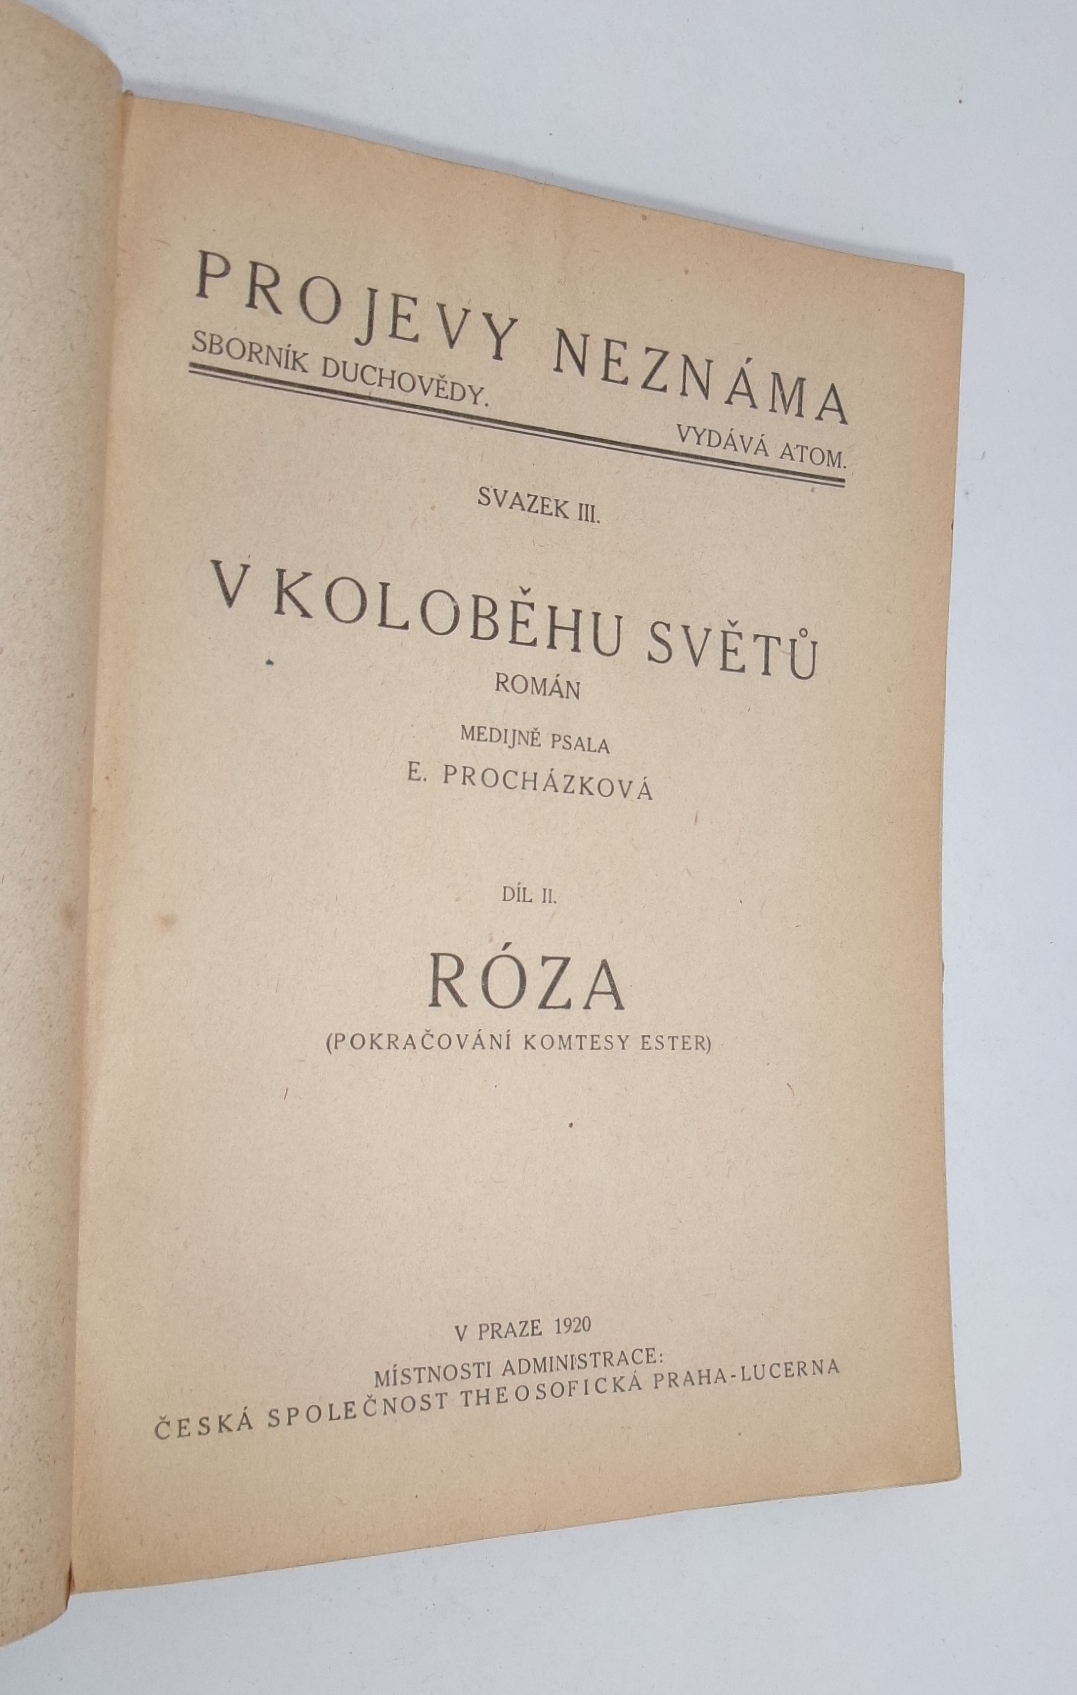 PROJEVY NEZNÁMA
SBORNÍK DUCHOVĚDY.
VYDÁVÁ ATOM.
SVAZEK III.
V KOLOBĚHU SVĚTŮ
ROMÁN
MEDIJNĚ PSALA
E. PROCHÁZKOVÁ
DÍL II.
RÓZA
(POKRAČOVÁNÍ KOMTESY ESTER)
V PRAZE 1920
MÍSTNOSTI ADMINISTRACE:
ČESKÁ SPOLEČNOST THEOSOFICKÁ PRAHA-LUCERNA